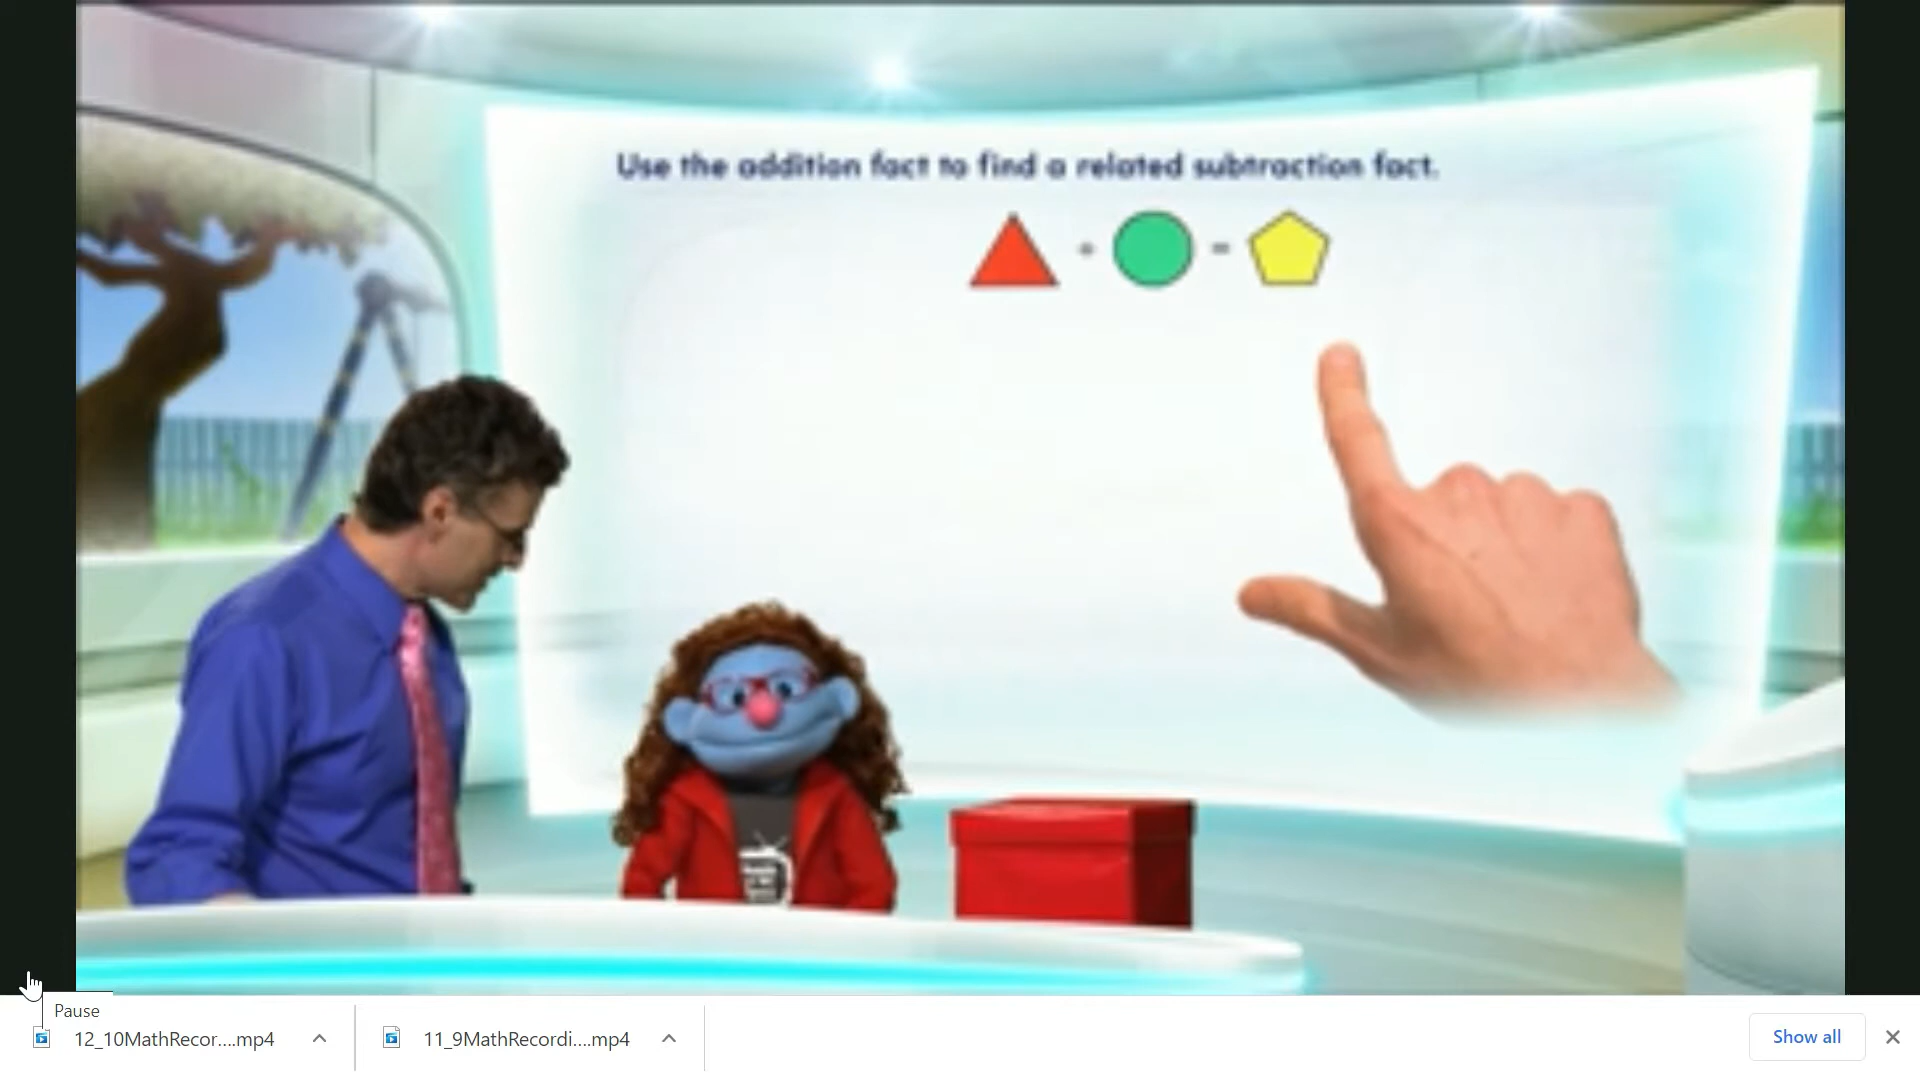 Use the addition fact to find a related subtraction fact.
+ =
Pause
12_10MathRecor....mp4
11_9MathRecordi....mp4
Show all